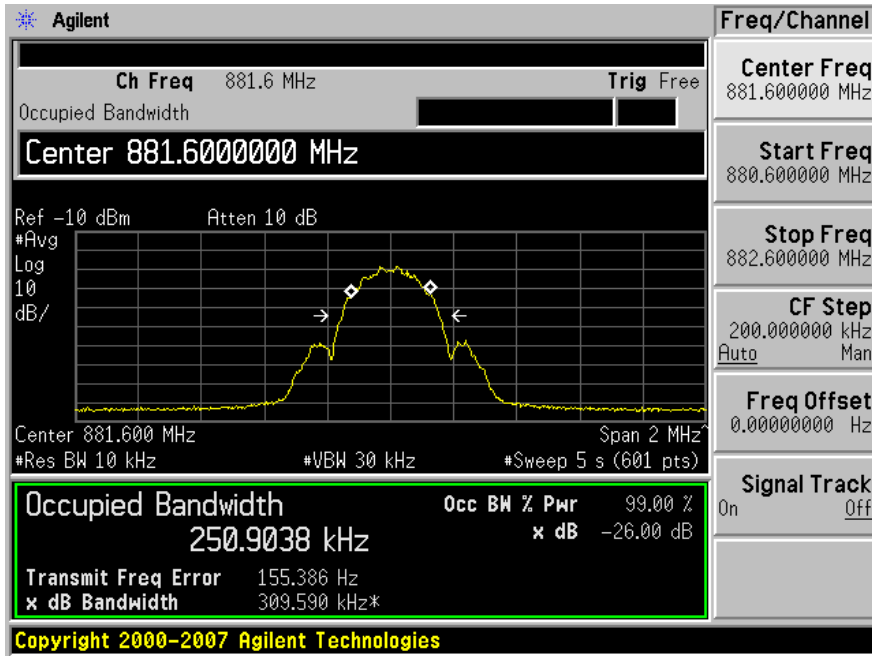 Agilent
Freq/Channel
Ch Freq 881.6 MHz Trig Free
Occupied Bandwidth
Center 881.6000000 MHz
Ref -10 dBm Atten 10 dB
#Avg
Log
10
dB/
Center 881.600 MHz Span 2 MHz^
#Res BW 10 kHz #VBW 30 kHz #Sweep 5 s (601 pts)
Occupied Bandwidth Occ BW % Pwr 99.00 %
250.9038 kHz x dB -26.00 dB
Transmit Freq Error 155.386 Hz
x dB Bandwidth 309.590 kHz*
Copyright 2000-2007 Agilent Technologies
Center Freq
881.600000 MHz
Start Freq
880.600000 MHz
Stop Freq
882.600000 MHz
CF Step
200.000000 kHz
Auto Man
Freq Offset
0.00000000 Hz
Signal Track
On Off